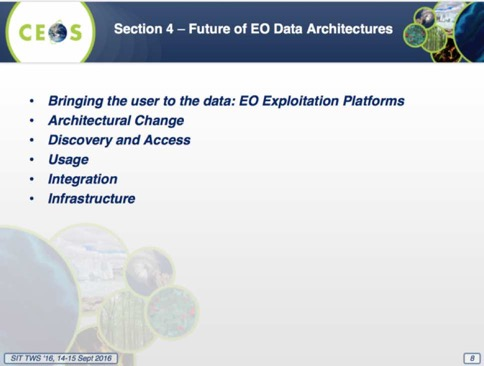 CEOS
Section 4 – Future of EO Data Architectures
• Bringing the user to the data: EO Exploitation Platforms
• Architectural Change
• Discovery and Access
• Usage
• Integration
• Infrastructure
SIT TWS '16, 14-15 Sept 2016
8